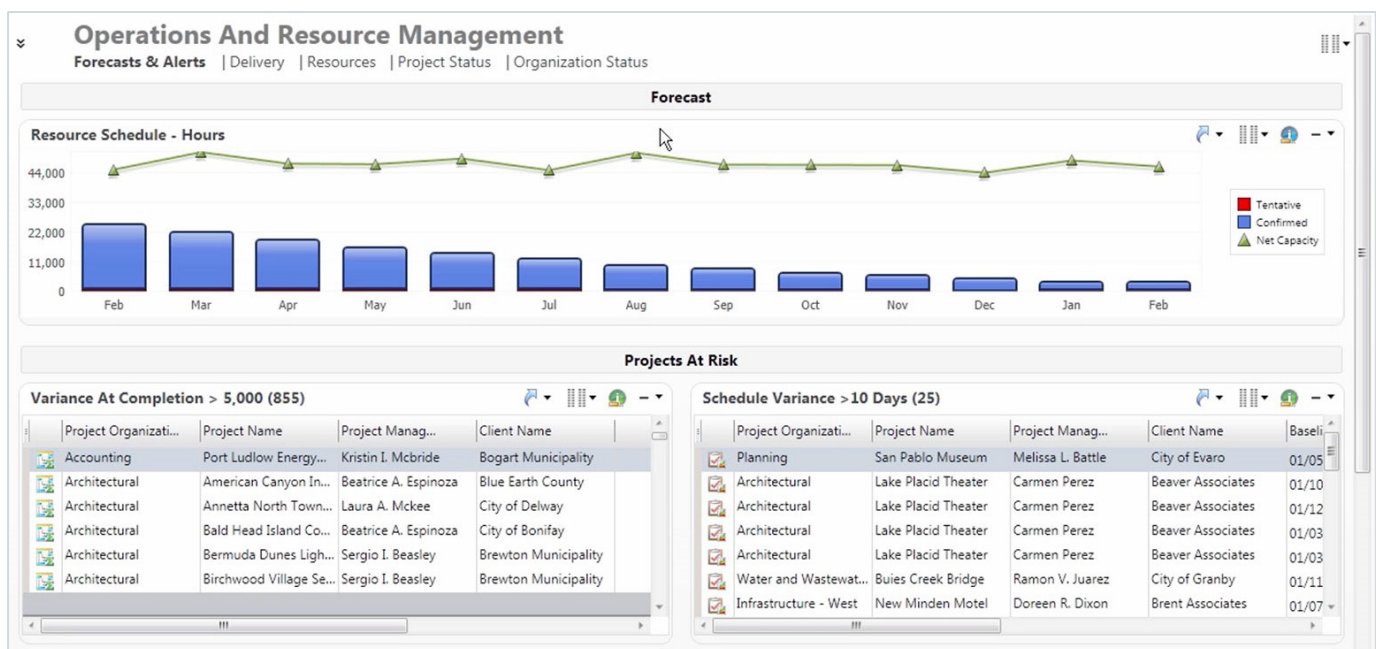 Operations And Resource Management
Forecasts & Alerts | Delivery | Resources | Project Status | Organization Status
Forecast
Resource Schedule - Hours
44,000
33,000
22,000
11,000
0
Feb Mar Apr May Jun Jul Aug Sep Oct Nov Dec Jan Feb
Tentative
Confirmed
Net Capacity
Projects At Risk
Variance At Completion > 5,000 (855)
Project Organizati... Project Name Project Manag... Client Name
Accounting Port Ludlow Energy... Kristin I. Mcbride Bogart Municipality
Architectural American Canyon In... Beatrice A. Espinoza Blue Earth County
Architectural Annetta North Town... Laura A. Mckee City of Delway
Architectural Bald Head Island Co... Beatrice A. Espinoza City of Bonifay
Architectural Bermuda Dunes Ligh... Sergio I. Beasley Brewton Municipality
Architectural Birchwood Village Se... Sergio I. Beasley Brewton Municipality
Schedule Variance >10 Days (25)
Project Organizati... Project Name Project Manag... Client Name Baseli
Planning San Pablo Museum Melissa L. Battle City of Evaro 01/05
Architectural Lake Placid Theater Carmen Perez Beaver Associates 01/10
Architectural Lake Placid Theater Carmen Perez Beaver Associates 01/12
Architectural Lake Placid Theater Carmen Perez Beaver Associates 01/03
Architectural Lake Placid Theater Carmen Perez Beaver Associates 01/03
Water and Wastewat... Buies Creek Bridge Ramon V. Juarez City of Granby 01/11
Infrastructure - West New Minden Motel Doreen R. Dixon Brent Associates 01/07